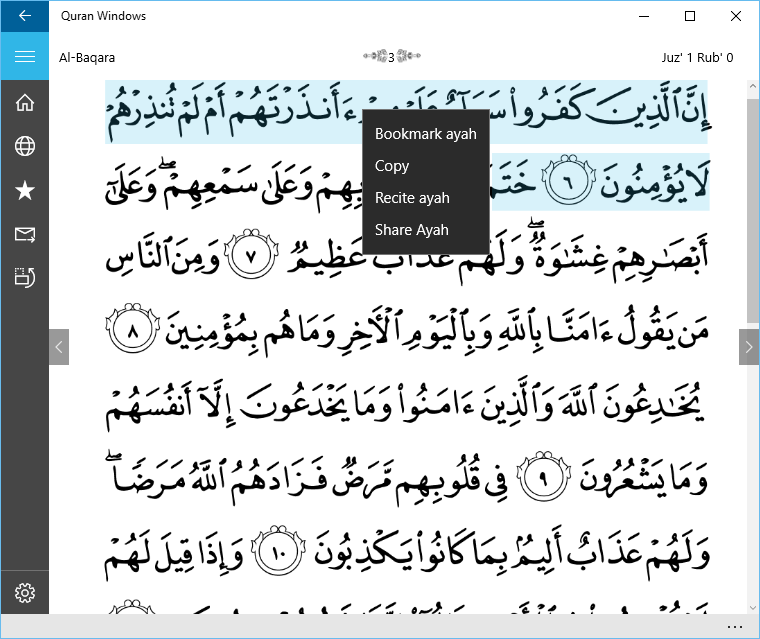 Quran Windows
Al-Baqara
3
Juz' 1 Rub' 0
إِنَّ ٱلَّذِينَ كَفَرُوا۟ سَوَآءٌ عَلَيْهِمْ ءَأَنذَرْتَهُمْ أَمْ لَمْ تُنذِرْهُمْ
لَا يُؤْمِنُونَ ٦ خَتَمَ بِهِمْ وَعَلَىٰ سَمْعِهِمْ ۖ وَعَلَىٰٓ
أَبْصَٰرِهِمْ غِشَٰوَةٌ ۖ وَلَهُمْ عَذَابٌ عَظِيمٌ ٧ وَمِنَ ٱلنَّاسِ
مَن يَقُولُ ءَامَنَّا بِٱللَّهِ وَبِٱلْيَوْمِ ٱلْءَاخِرِ وَمَا هُم بِمُؤْمِنِينَ ٨
يُخَٰدِعُونَ ٱللَّهَ وَٱلَّذِينَ ءَامَنُوا۟ وَمَا يَخْدَعُونَ إِلَّآ أَنفُسَهُمْ
وَمَا يَشْعُرُونَ ٩ فِى قُلُوبِهِم مَّرَضٌ فَزَادَهُمُ ٱللَّهُ مَرَضًا ۖ
وَلَهُمْ عَذَابٌ أَلِيمٌۢ بِمَا كَانُوا۟ يَكْذِبُونَ ١٠ وَإِذَا قِيلَ لَهُمْ
Bookmark ayah
Copy
Recite ayah
Share Ayah